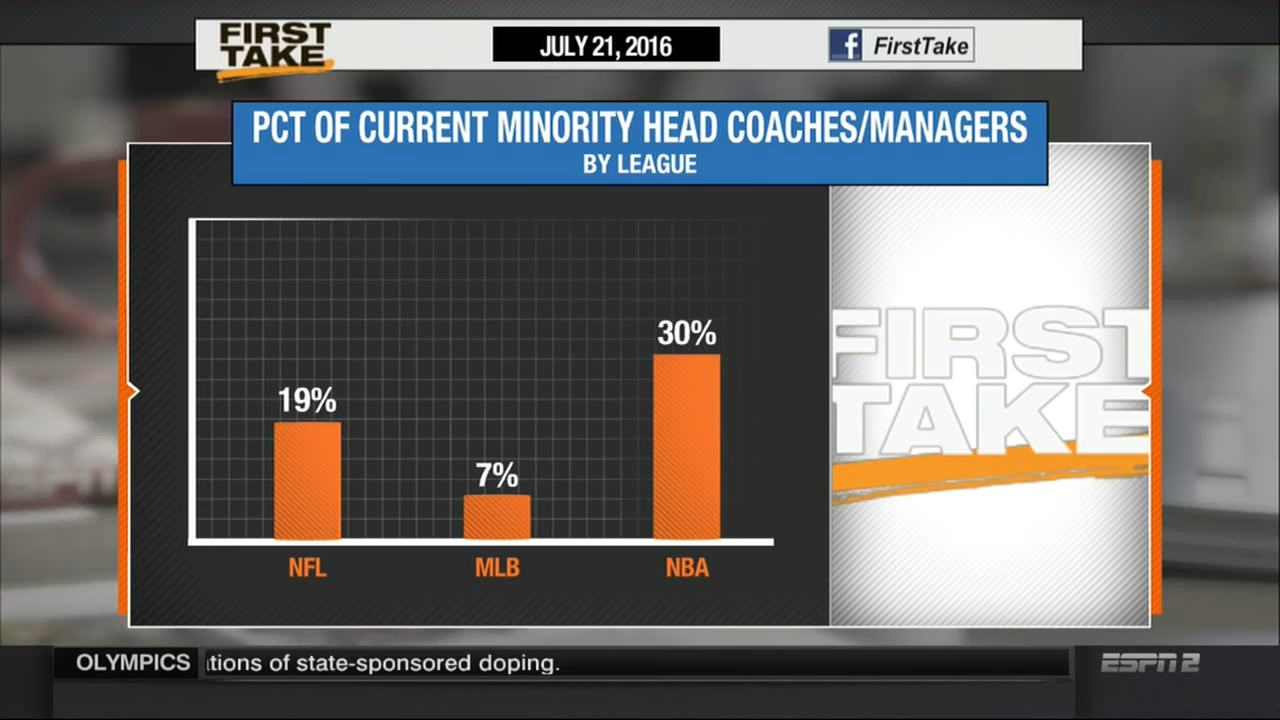 FIRST
TAKE
JULY 21, 2016
f FirstTake
PCT OF CURRENT MINORITY HEAD COACHES/MANAGERS
BY LEAGUE
30%
19%
7%
NFL MLB NBA
FIRST
TAKE
OLYMPICS tions of state-sponsored doping.
ESPN2